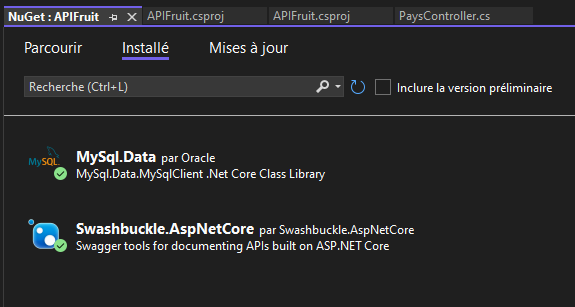 NuGet : APIFruit APIFruit.csproj APIFruit.csproj PaysController.cs
Parcourir Installé Mises à jour
Recherche (Ctrl+L) Inclure la version préliminaire
MySQL MySql.Data par Oracle
MySql.Data.MySqlClient .Net Core Class Library
Swashbuckle.AspNetCore par Swashbuckle.AspNetCore
Swagger tools for documenting APIs built on ASP.NET Core